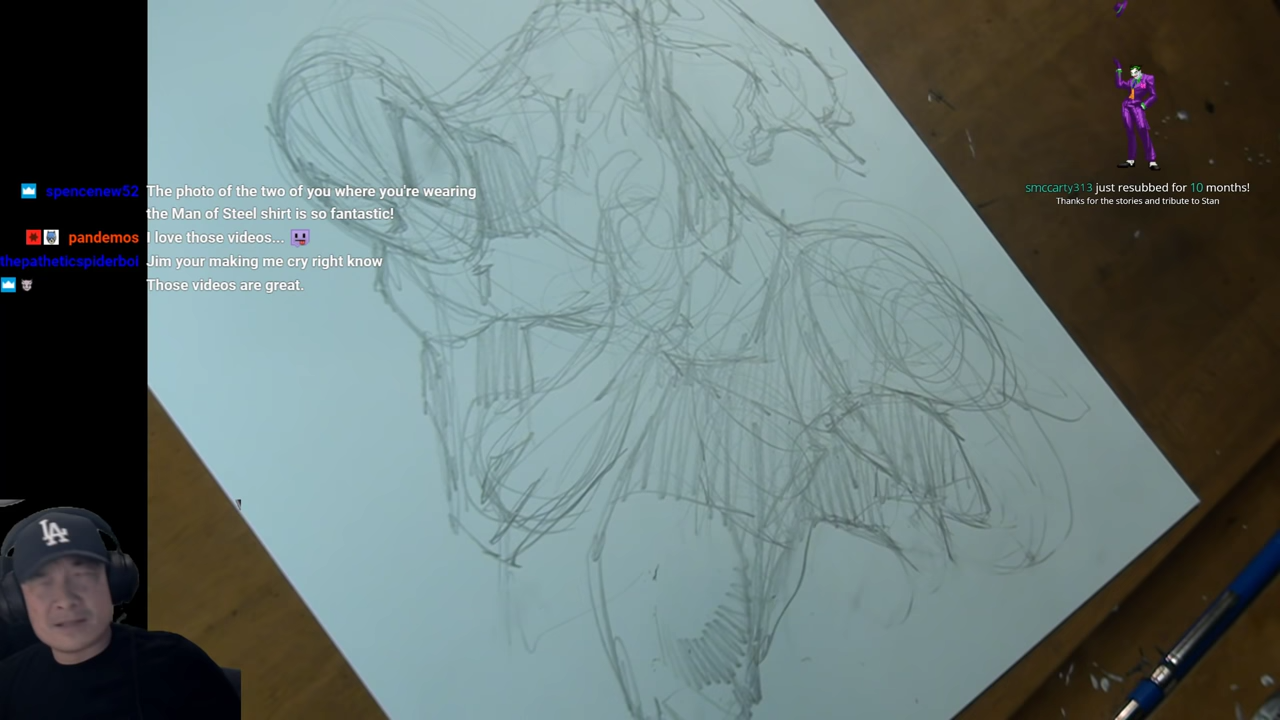 spencenew52 The photo of the two of you where you're wearing
the Man of Steel shirt is so fantastic!
pandemos I love those videos...
thepatheticspiderboi Jim your making me cry right know
Those videos are great.
smccarty313 just resubbed for 10 months!
Thanks for the stories and tribute to Stan
LA